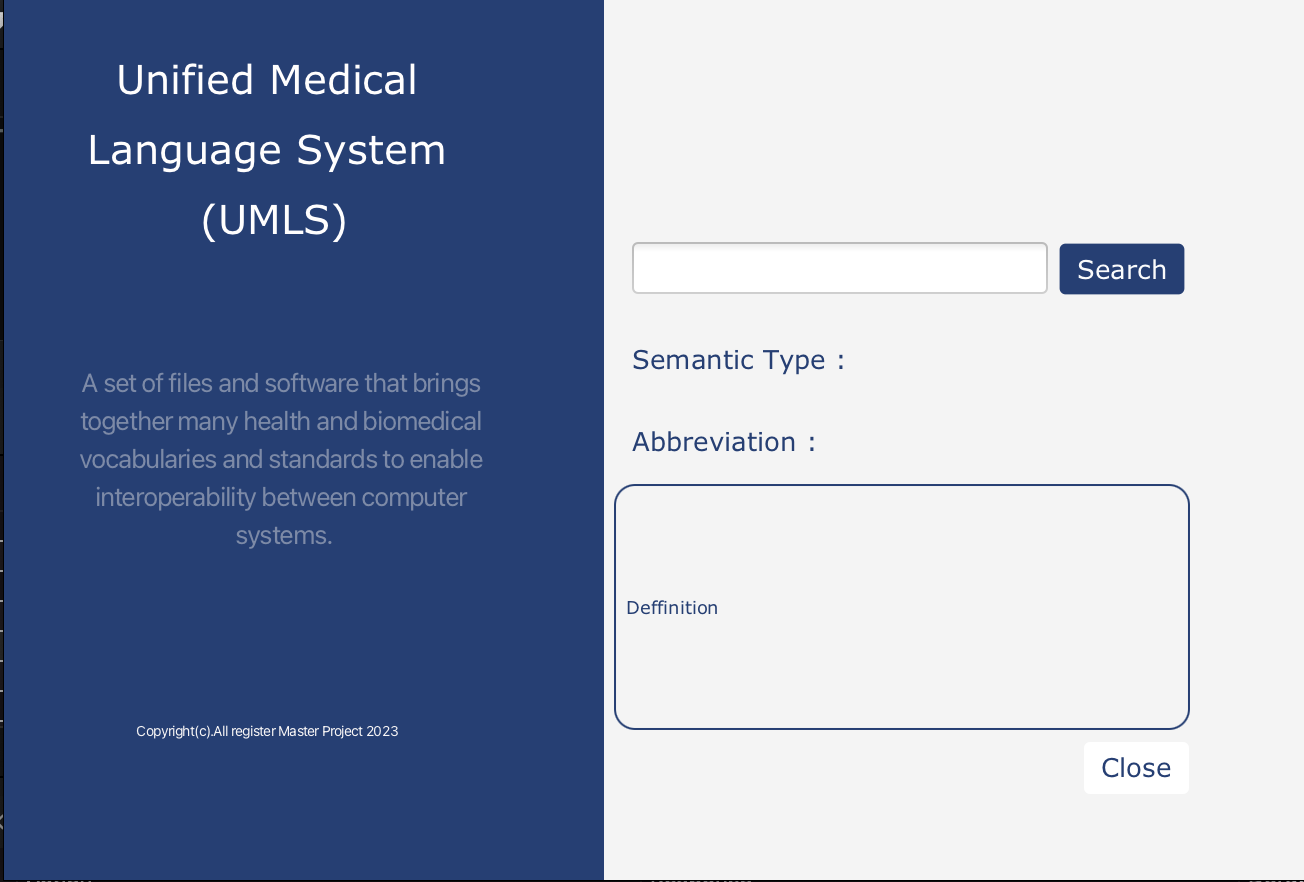 Unified Medical
Language System
(UMLS)
A set of files and software that brings
together many health and biomedical
vocabularies and standards to enable
interoperability between computer
systems.
Copyright(c).All register Master Project 2023
Search
Semantic Type :
Abbreviation :
Deffinition
Close